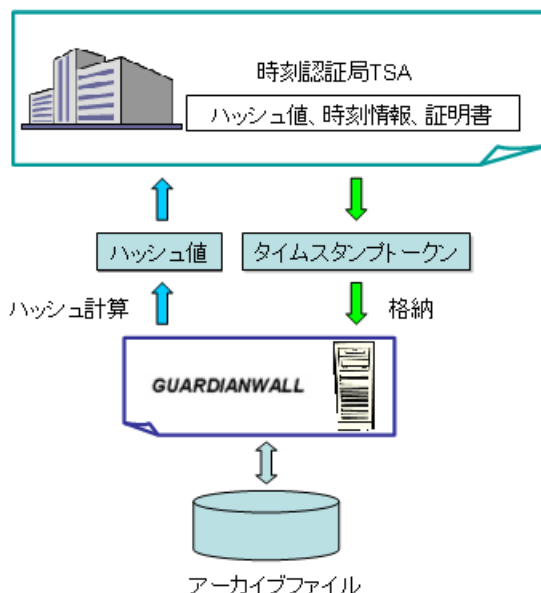 時刻認証局TSA
ハッシュ値、時刻情報、証明書
ハッシュ値
タイムスタンプトークン
ハッシュ計算
格納
GUARDIANWALL
アーカイブファイル